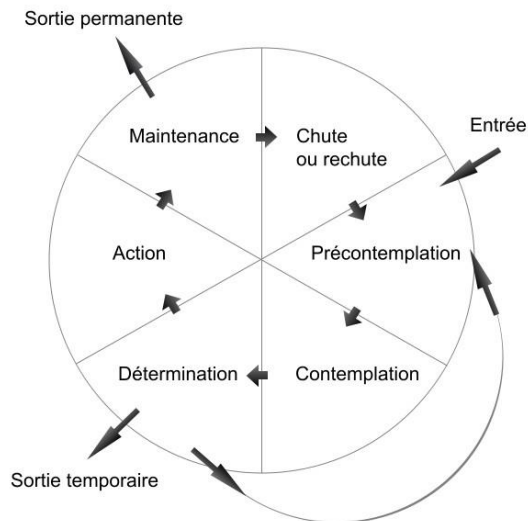 Sortie permanente
Entrée
Maintenance
Chute
ou rechute
Action
Précontemplation
Détermination
Contemplation
Sortie temporaire